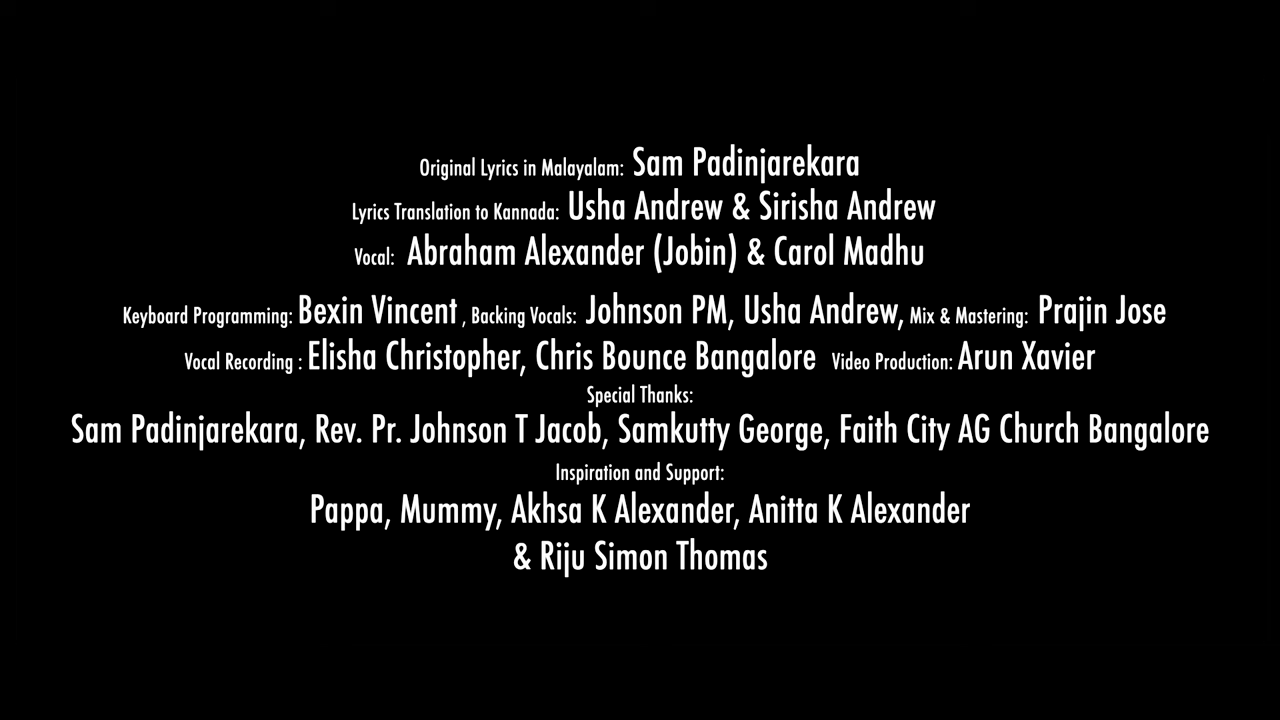 Original Lyrics in Malayalam: Sam Padinjarekara
Lyrics Translation to Kannada: Usha Andrew & Sirisha Andrew
Vocal: Abraham Alexander (Jobin) & Carol Madhu
Keyboard Programming: Bexin Vincent , Backing Vocals: Johnson PM, Usha Andrew, Mix & Mastering: Prajin Jose
Vocal Recording : Elisha Christopher, Chris Bounce Bangalore Video Production: Arun Xavier
Special Thanks:
Sam Padinjarekara, Rev. Pr. Johnson T Jacob, Samkutty George, Faith City AG Church Bangalore
Inspiration and Support:
Pappa, Mummy, Akhsa K Alexander, Anitta K Alexander
& Riju Simon Thomas